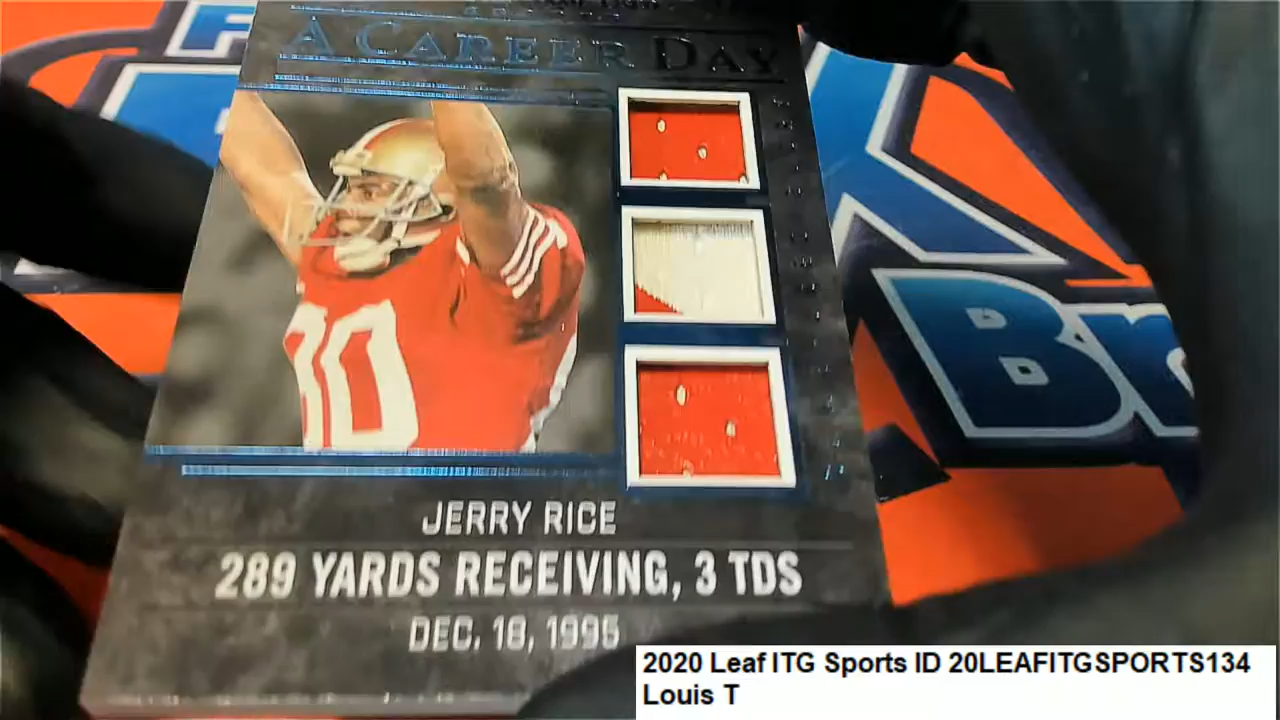 A CAREER DAY
80
JERRY RICE
289 YARDS RECEIVING, 3 TDS
DEC. 18, 1995
2020 Leaf ITG Sports ID 20LEAFITGSPORTS134
Louis T